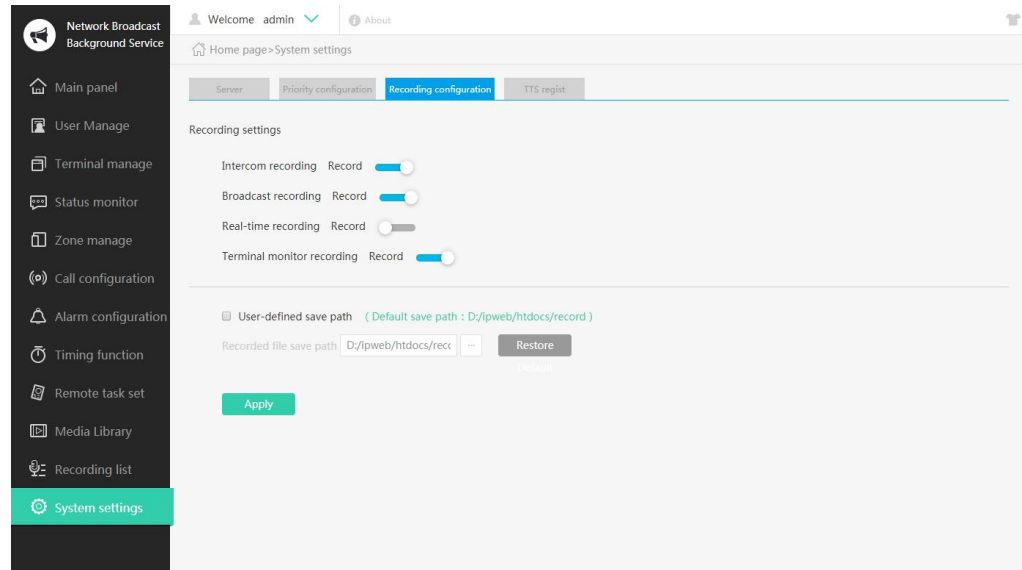 Network Broadcast
Background Service
Welcome admin
About
Home page>System settings
Main panel
User Manage
Terminal manage
Status monitor
Zone manage
Call configuration
Alarm configuration
Timing function
Remote task set
Media Library
Recording list
System settings
Server
Priority configuration
Recording configuration
TTS regist
Recording settings
Intercom recording Record
Broadcast recording Record
Real-time recording Record
Terminal monitor recording Record
User-defined save path ( Default save path : D:/ipweb/htdocs/record )
Recorded file save path D:/ipweb/htdocs/recc ... Restore
Default
Apply